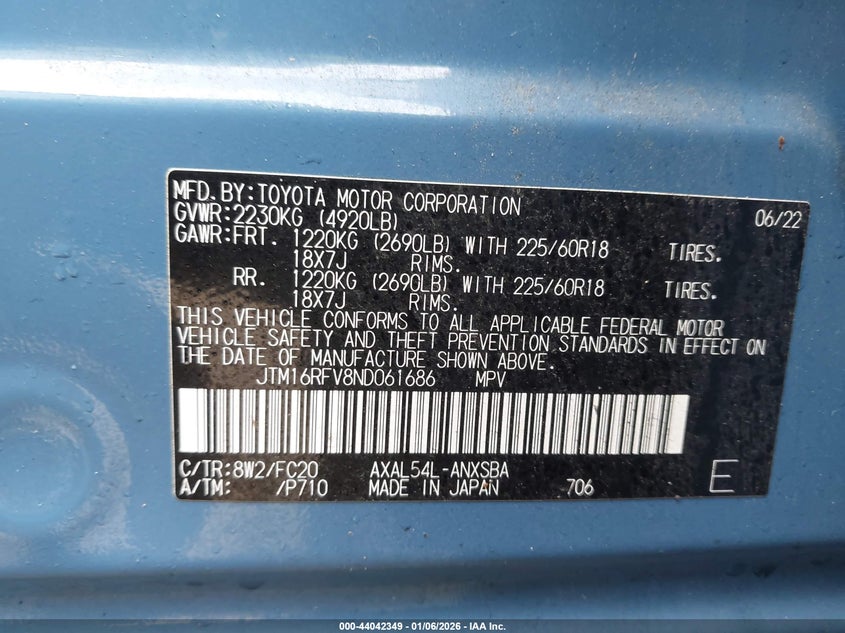 MFD.BY:TOYOTA MOTOR CORPORATION 06/22
GVWR:2230KG (4920LB)
GAWR:FRT. 1220KG (2690LB) WITH 225/60R18 TIRES.
18X7J RIMS.
RR. 1220KG (2690LB) WITH 225/60R18 TIRES.
18X7J RIMS.
THIS VEHICLE CONFORMS TO ALL APPLICABLE FEDERAL MOTOR
VEHICLE SAFETY AND THEFT PREVENTION STANDARDS IN EFFECT ON
THE DATE OF MANUFACTURE SHOWN ABOVE.
JTM16RFV8ND061686 MPV
C/TR:8W2/FC20 AXAL54L-ANXSBA
A/TM: /P710 MADE IN JAPAN 706 E
000-44042349 | 01/06/2026 - IAA Inc.